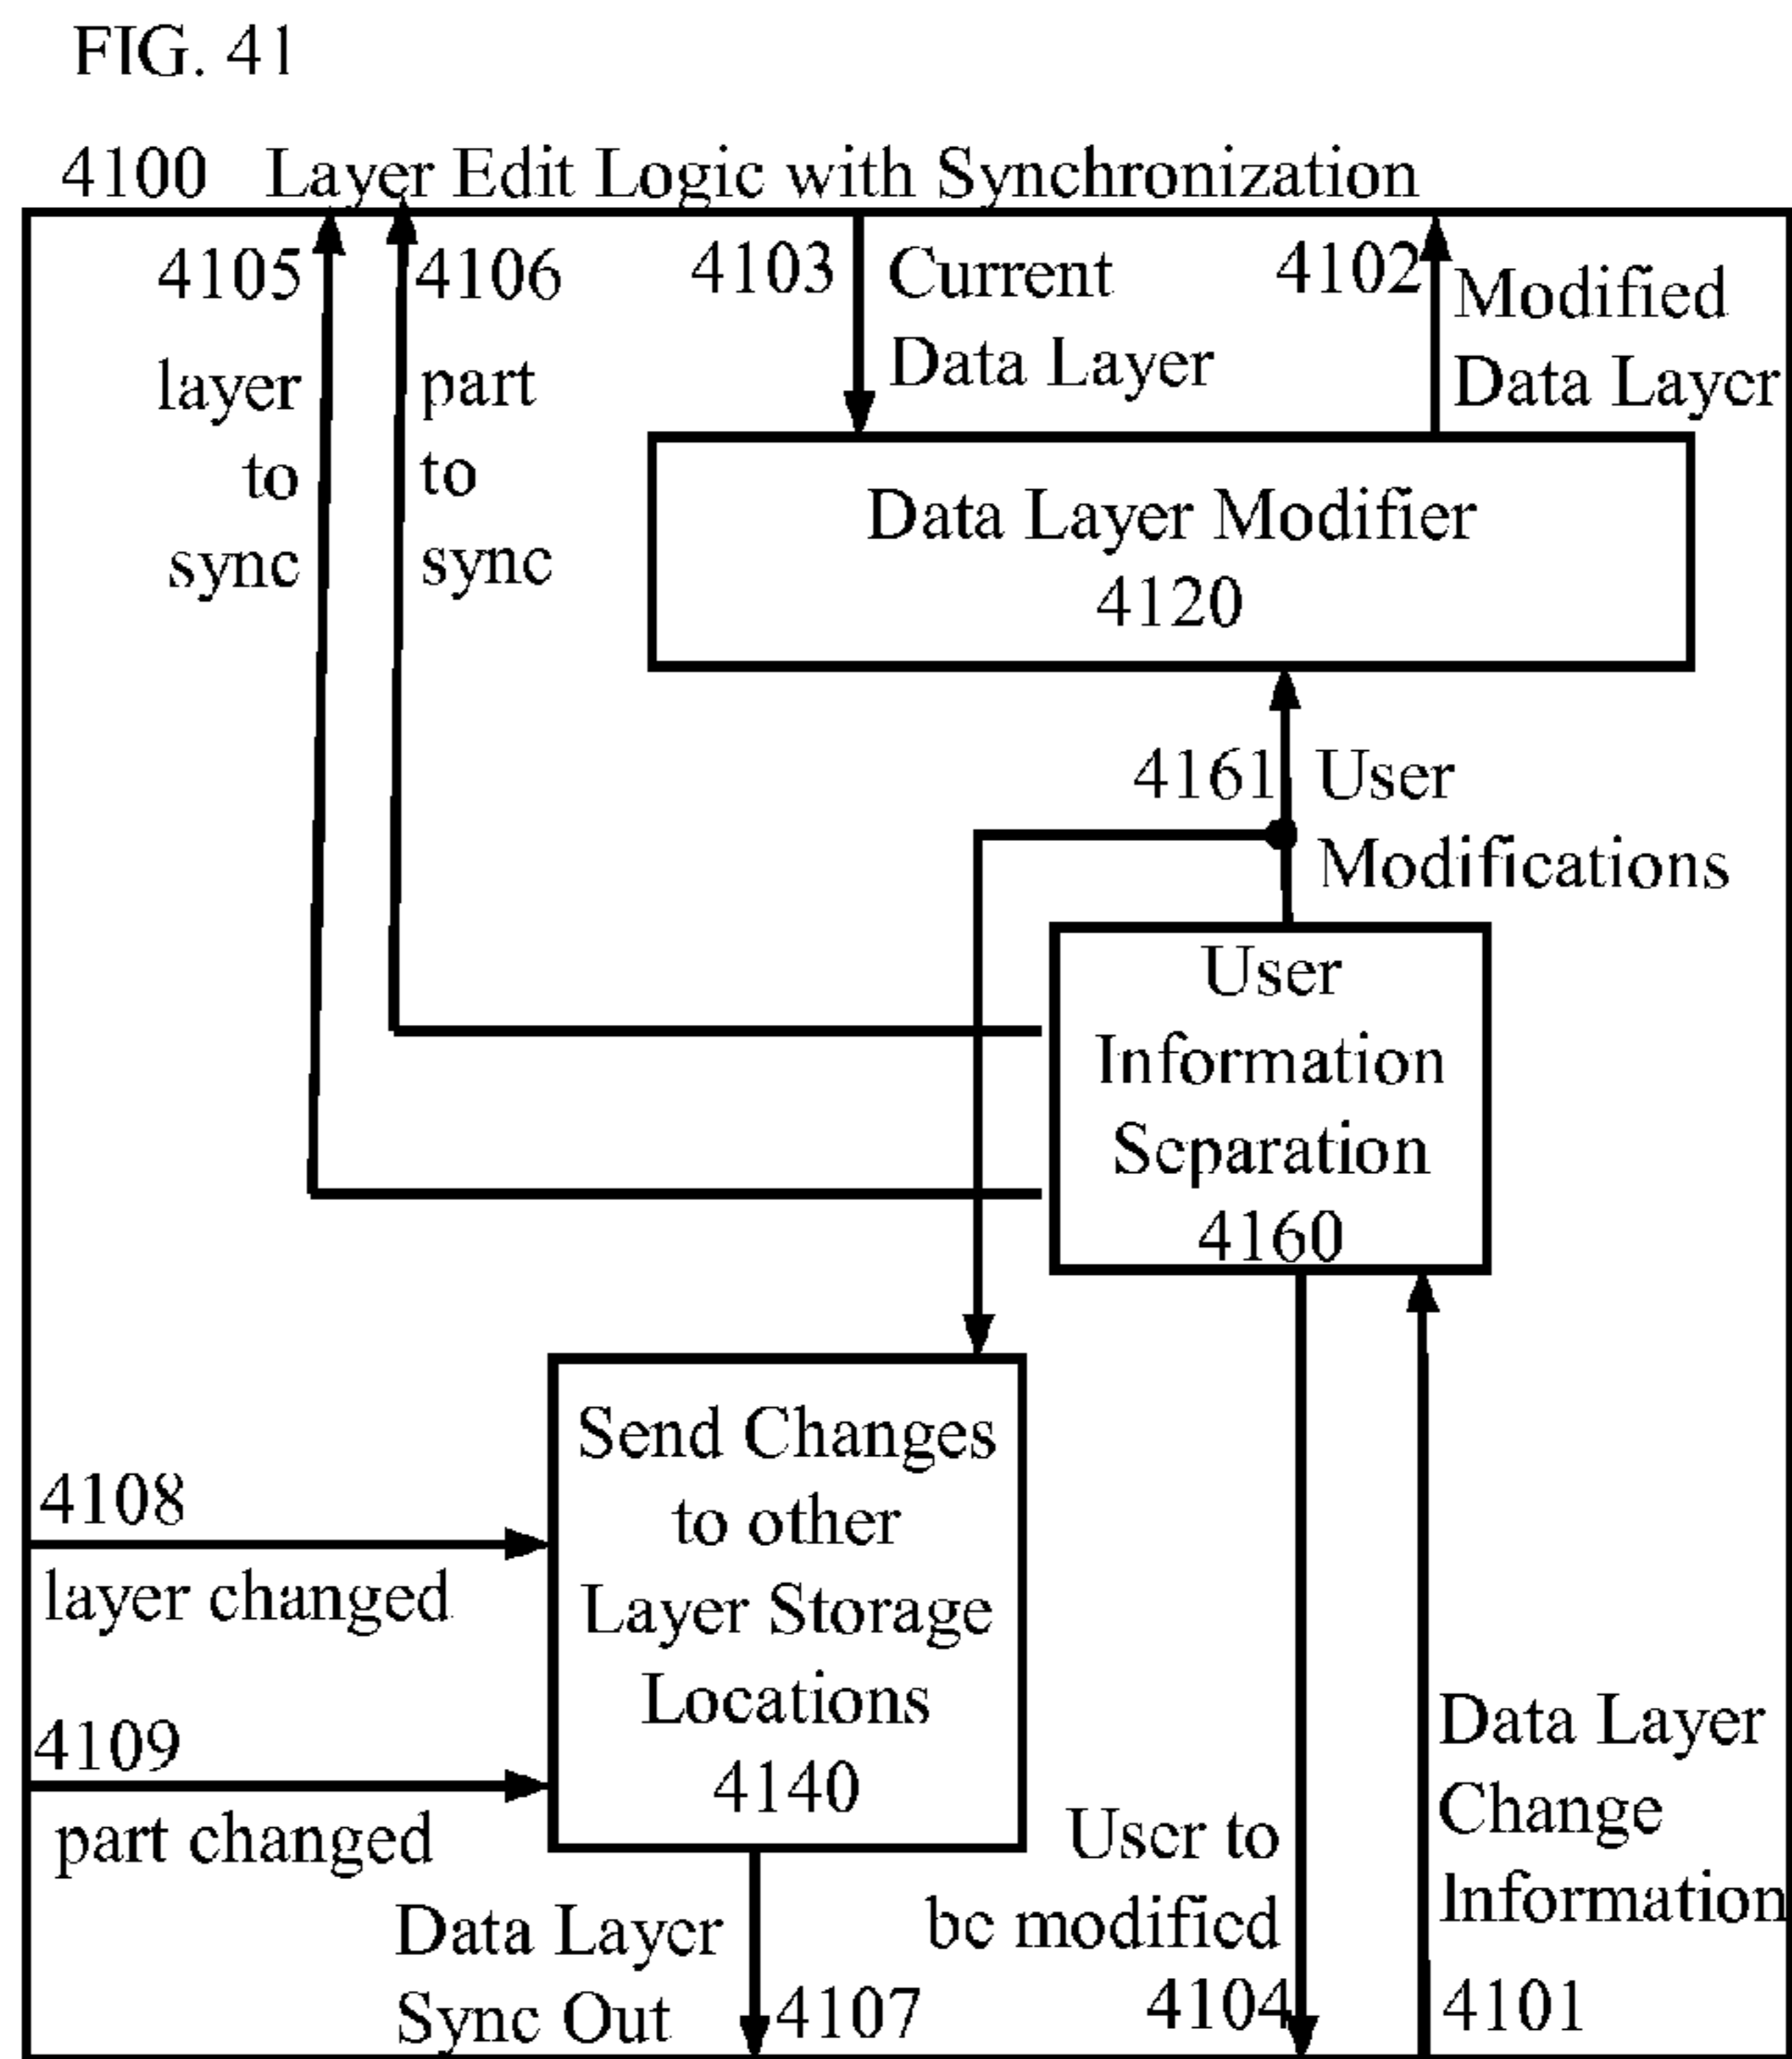 FIG. 41
4100 Layer Edit Logic with Synchronization
4105
layer
to
sync
4106
part
to
sync
4103
Current
Data Layer
4102
Modified
Data Layer
Data Layer Modifier
4120
4161
User
Modifications
User
Information
Separation
4160
Send Changes
to other
Layer Storage
Locations
4140
4108
layer changed
4109
part changed
Data Layer
Sync Out
4107
User to
be modified
4104
Data Layer
Change
Information
4101